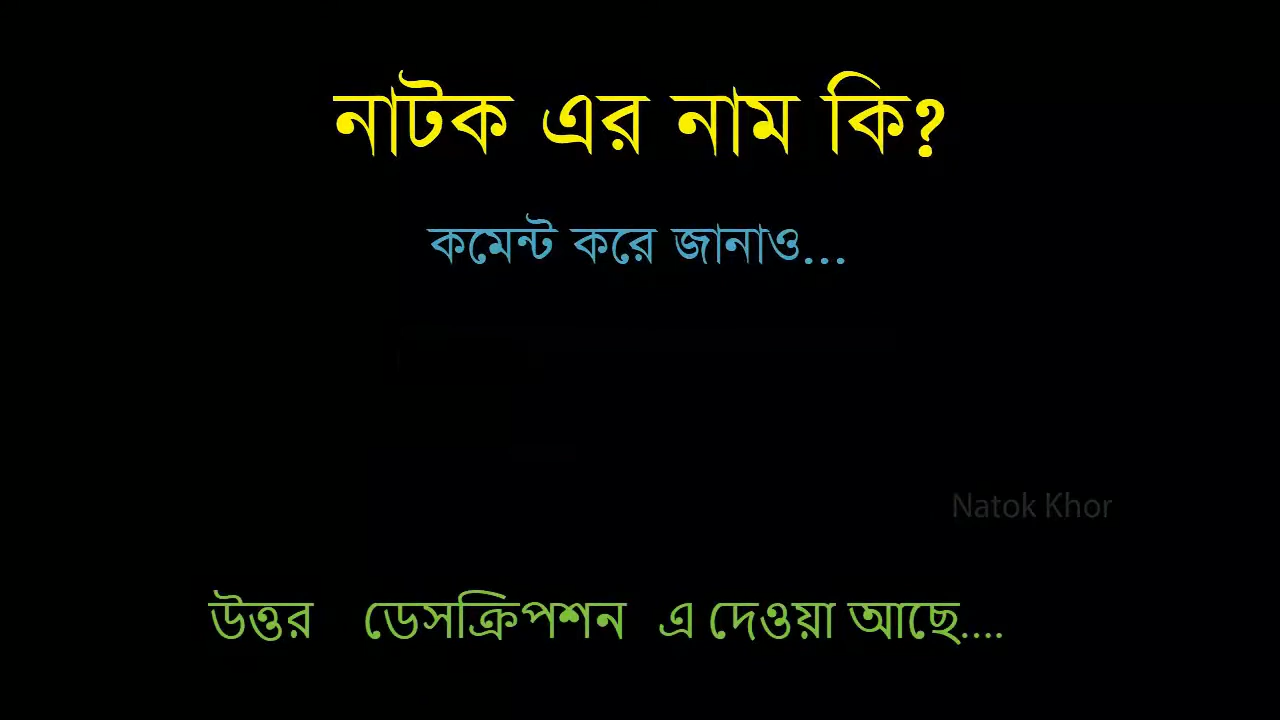 নাটক এর নাম কি?
কমেন্ট করে জানাও...
Natok Khor
উত্তর ডেসক্রিপশন এ দেওয়া আছে....